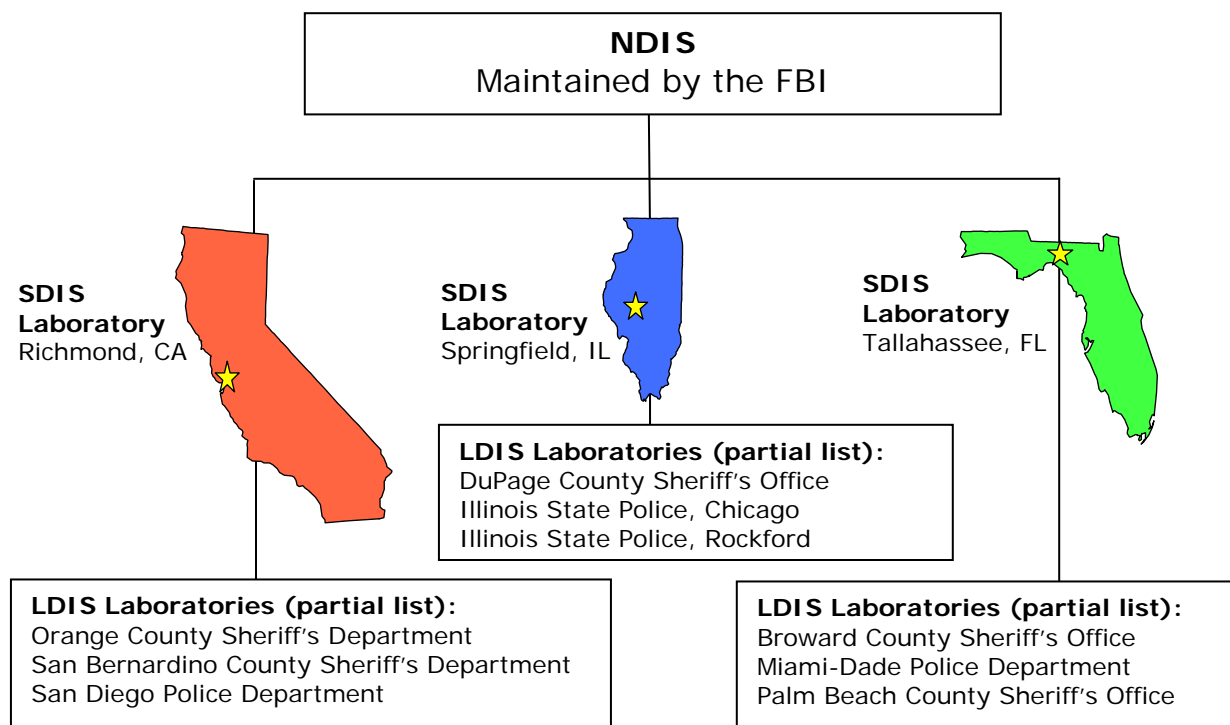 NDIS
Maintained by the FBI
SDIS
Laboratory
Richmond, CA
SDIS
Laboratory
Springfield, IL
SDIS
Laboratory
Tallahassee, FL
LDIS Laboratories (partial list):
DuPage County Sheriff's Office
Illinois State Police, Chicago
Illinois State Police, Rockford
LDIS Laboratories (partial list):
Orange County Sheriff's Department
San Bernardino County Sheriff's Department
San Diego Police Department
LDIS Laboratories (partial list):
Broward County Sheriff's Office
Miami-Dade Police Department
Palm Beach County Sheriff's Office